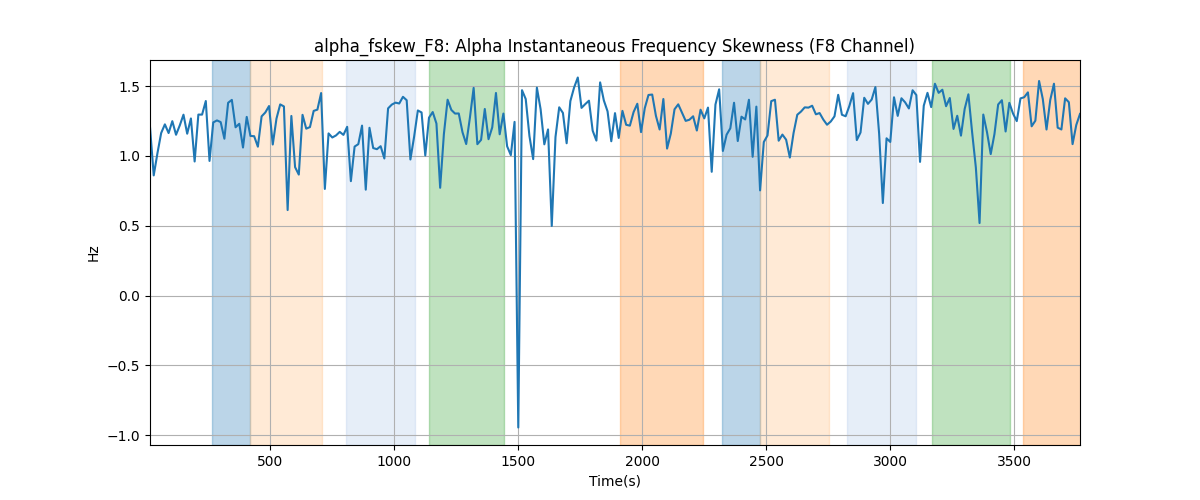 alpha_fskew_F8: Alpha Instantaneous Frequency Skewness (F8 Channel)
1.5
1.0
0.5
0.0
−0.5
−1.0
Hz
500 1000 1500 2000 2500 3000 3500
Time(s)